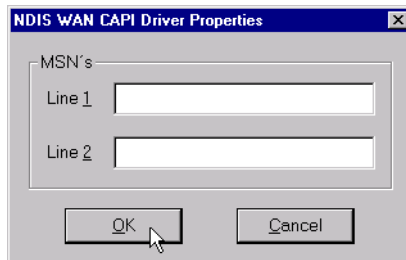 NDIS WAN CAPI Driver Properties
MSN´s
Line 1
Line 2
OK
Cancel